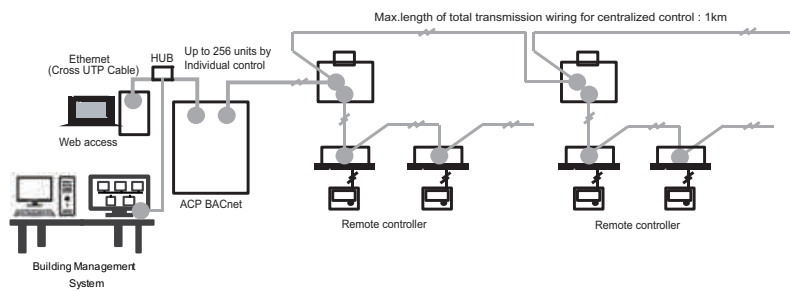 Max.length of total transmission wiring for centralized control : 1km
Ethernet
(Cross UTP Cable)
HUB
Up to 256 units by
Individual control
Web access
ACP BACnet
Remote controller
Remote controller
Building Management
System